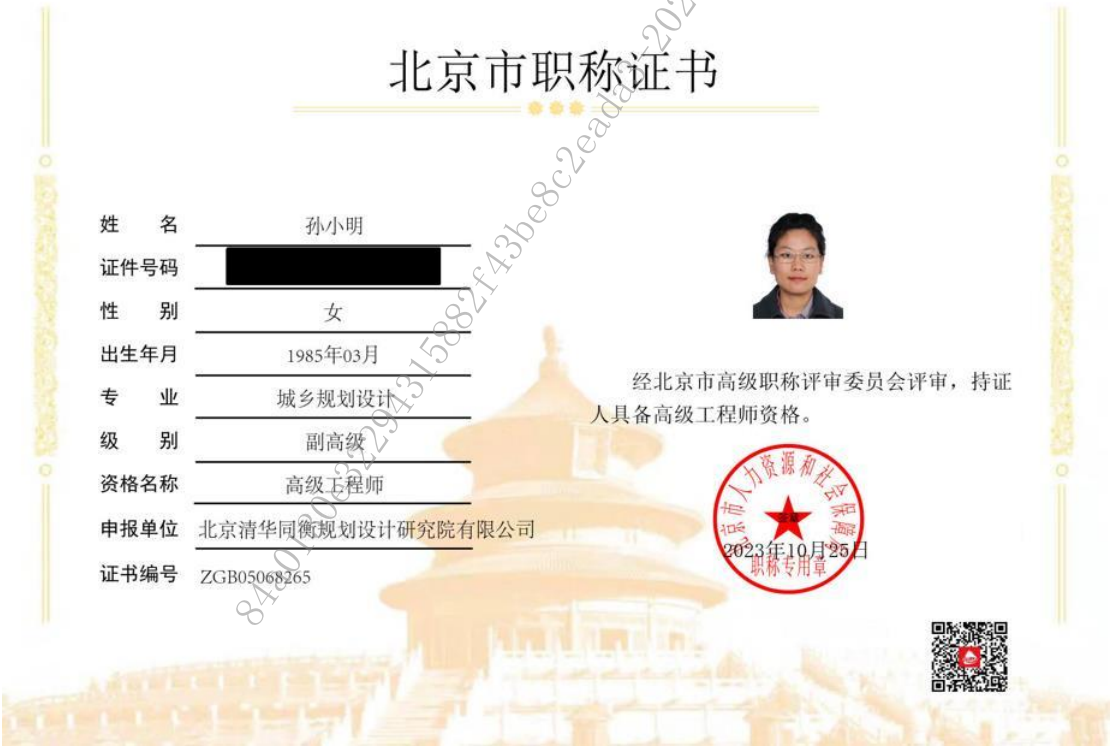 北京市职称证书
姓 名 孙小明
证件号码
性 别 女
出生年月 1985年03月
专 业 城乡规划设计
级 别 副高级
资格名称 高级工程师
申报单位 北京清华同衡规划设计研究院有限公司
证书编号 ZGB05068265
经北京市高级职称评审委员会评审，持证
人具备高级工程师资格。
北京市人力资源和社会保障局
2023年10月25日
职称专用章